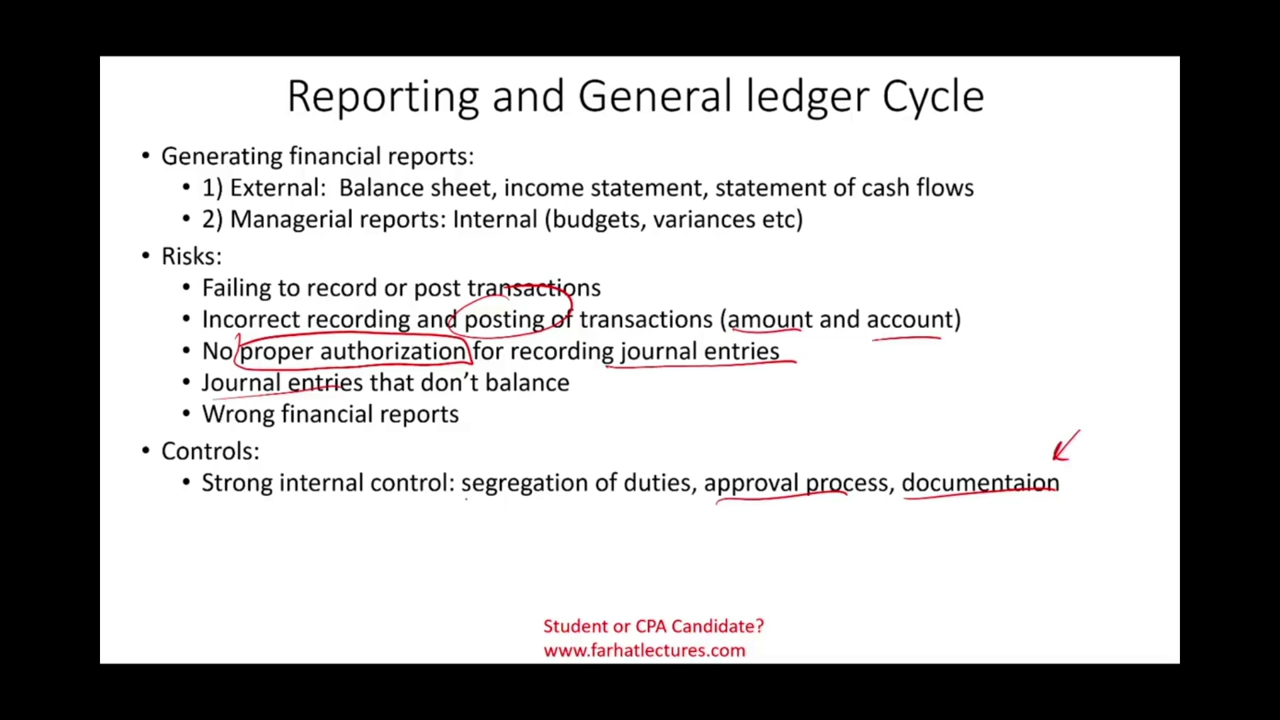 Reporting and General ledger Cycle
• Generating financial reports:
• 1) External: Balance sheet, income statement, statement of cash flows
• 2) Managerial reports: Internal (budgets, variances etc)
• Risks:
• Failing to record or post transactions
• Incorrect recording and posting of transactions (amount and account)
• No proper authorization for recording journal entries
• Journal entries that don’t balance
• Wrong financial reports
• Controls:
• Strong internal control: segregation of duties, approval process, documentaion
Student or CPA Candidate?
www.farhatlectures.com